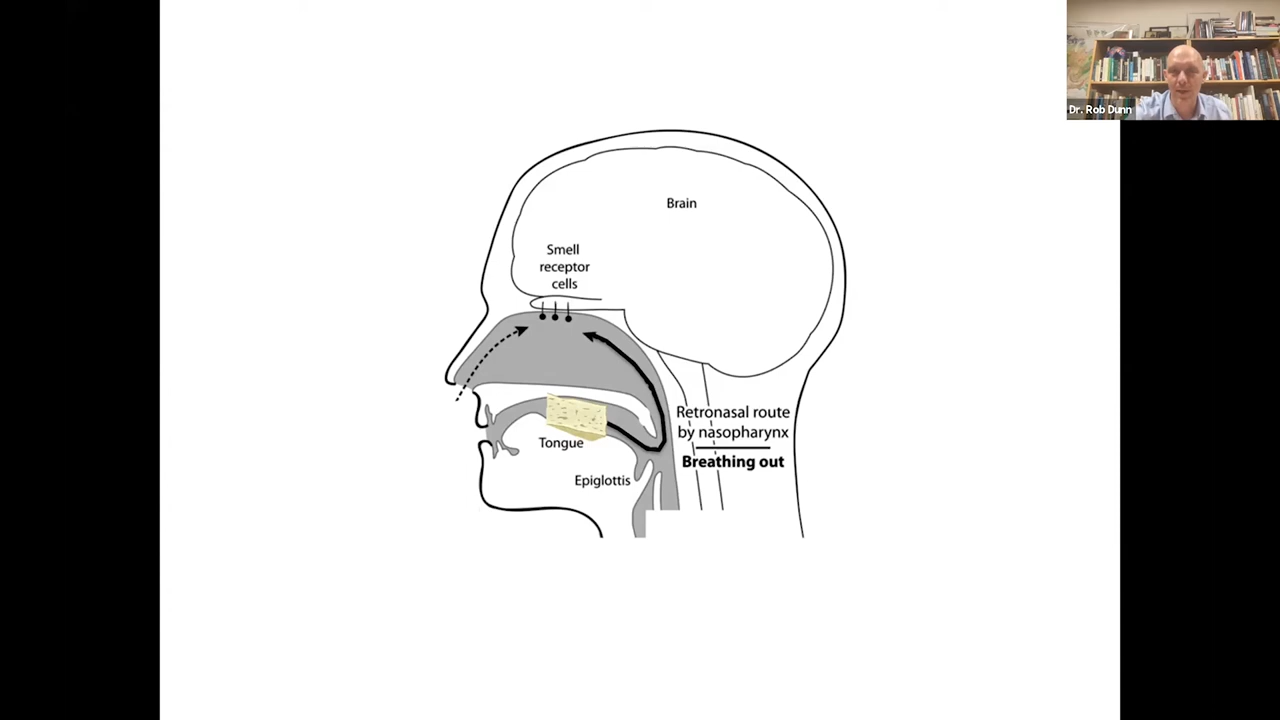 Dr. Rob Dunn
Brain
Smell
receptor
cells
Retronasal route
by nasopharynx
Breathing out
Tongue
Epiglottis